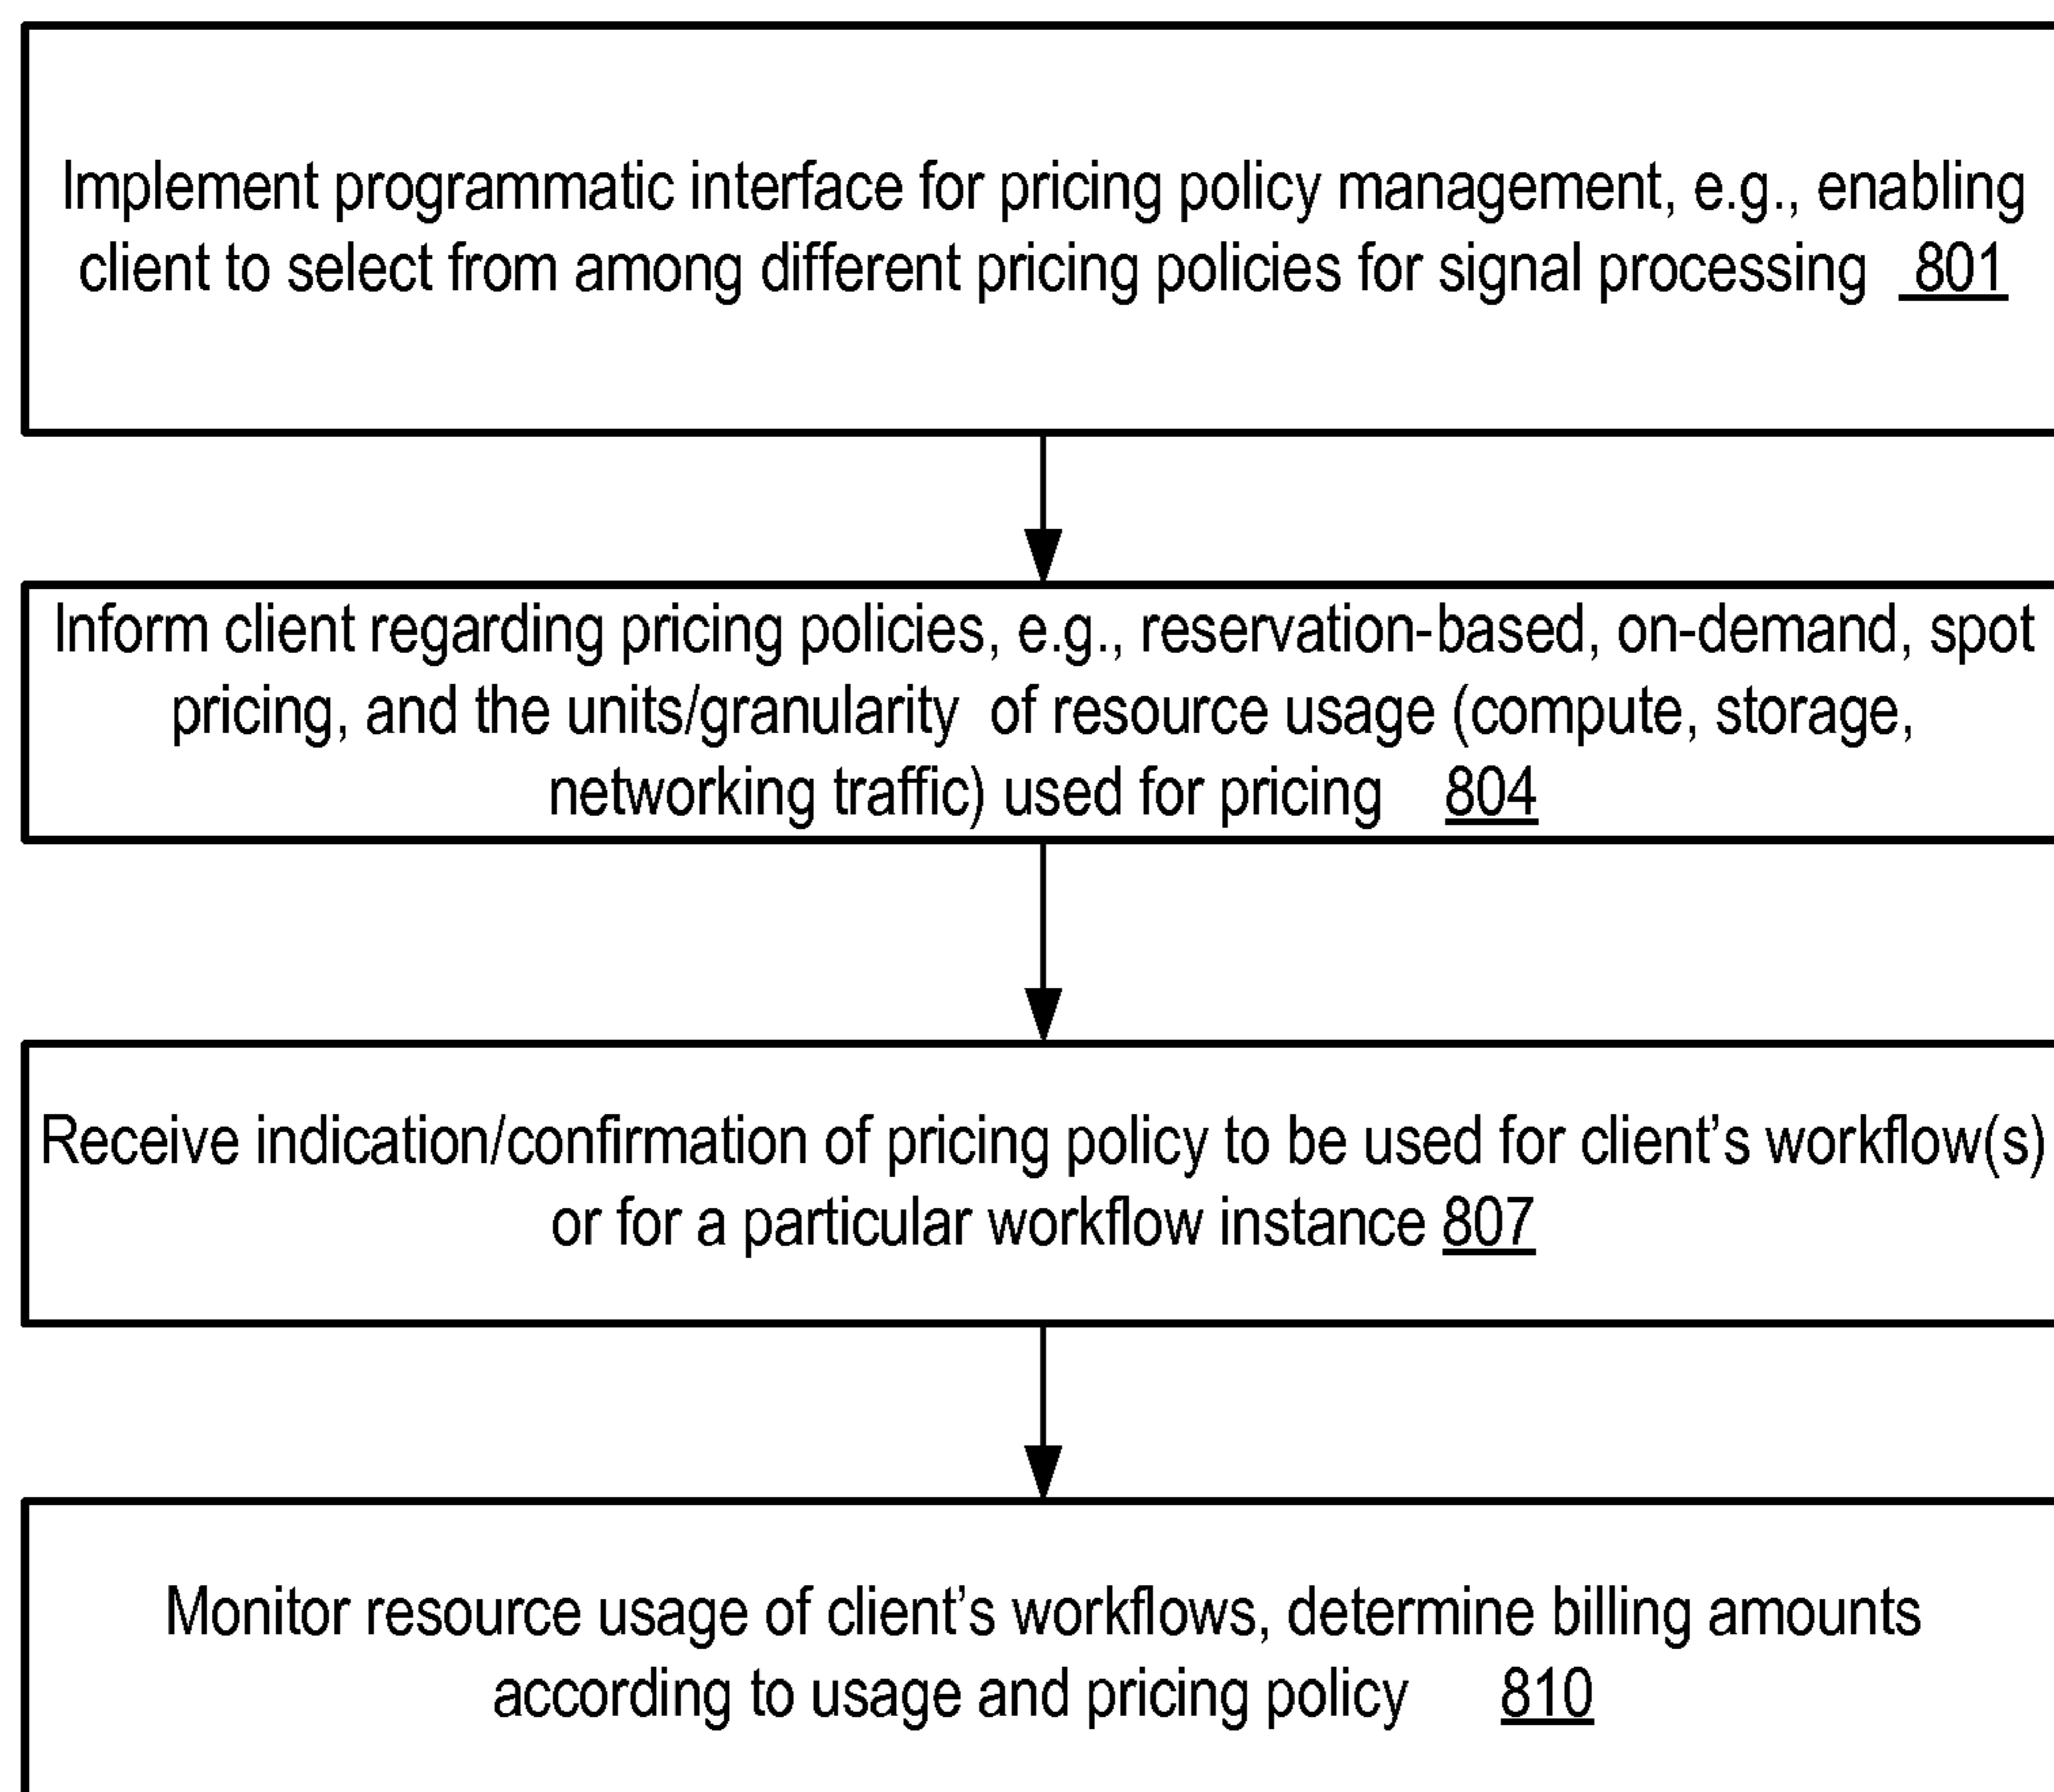 Implement programmatic interface for pricing policy management, e.g., enabling
client to select from among different pricing policies for signal processing 801
Inform client regarding pricing policies, e.g., reservation-based, on-demand, spot
pricing, and the units/granularity of resource usage (compute, storage,
networking traffic) used for pricing 804
Receive indication/confirmation of pricing policy to be used for client’s workflow(s)
or for a particular workflow instance 807
Monitor resource usage of client’s workflows, determine billing amounts
according to usage and pricing policy 810